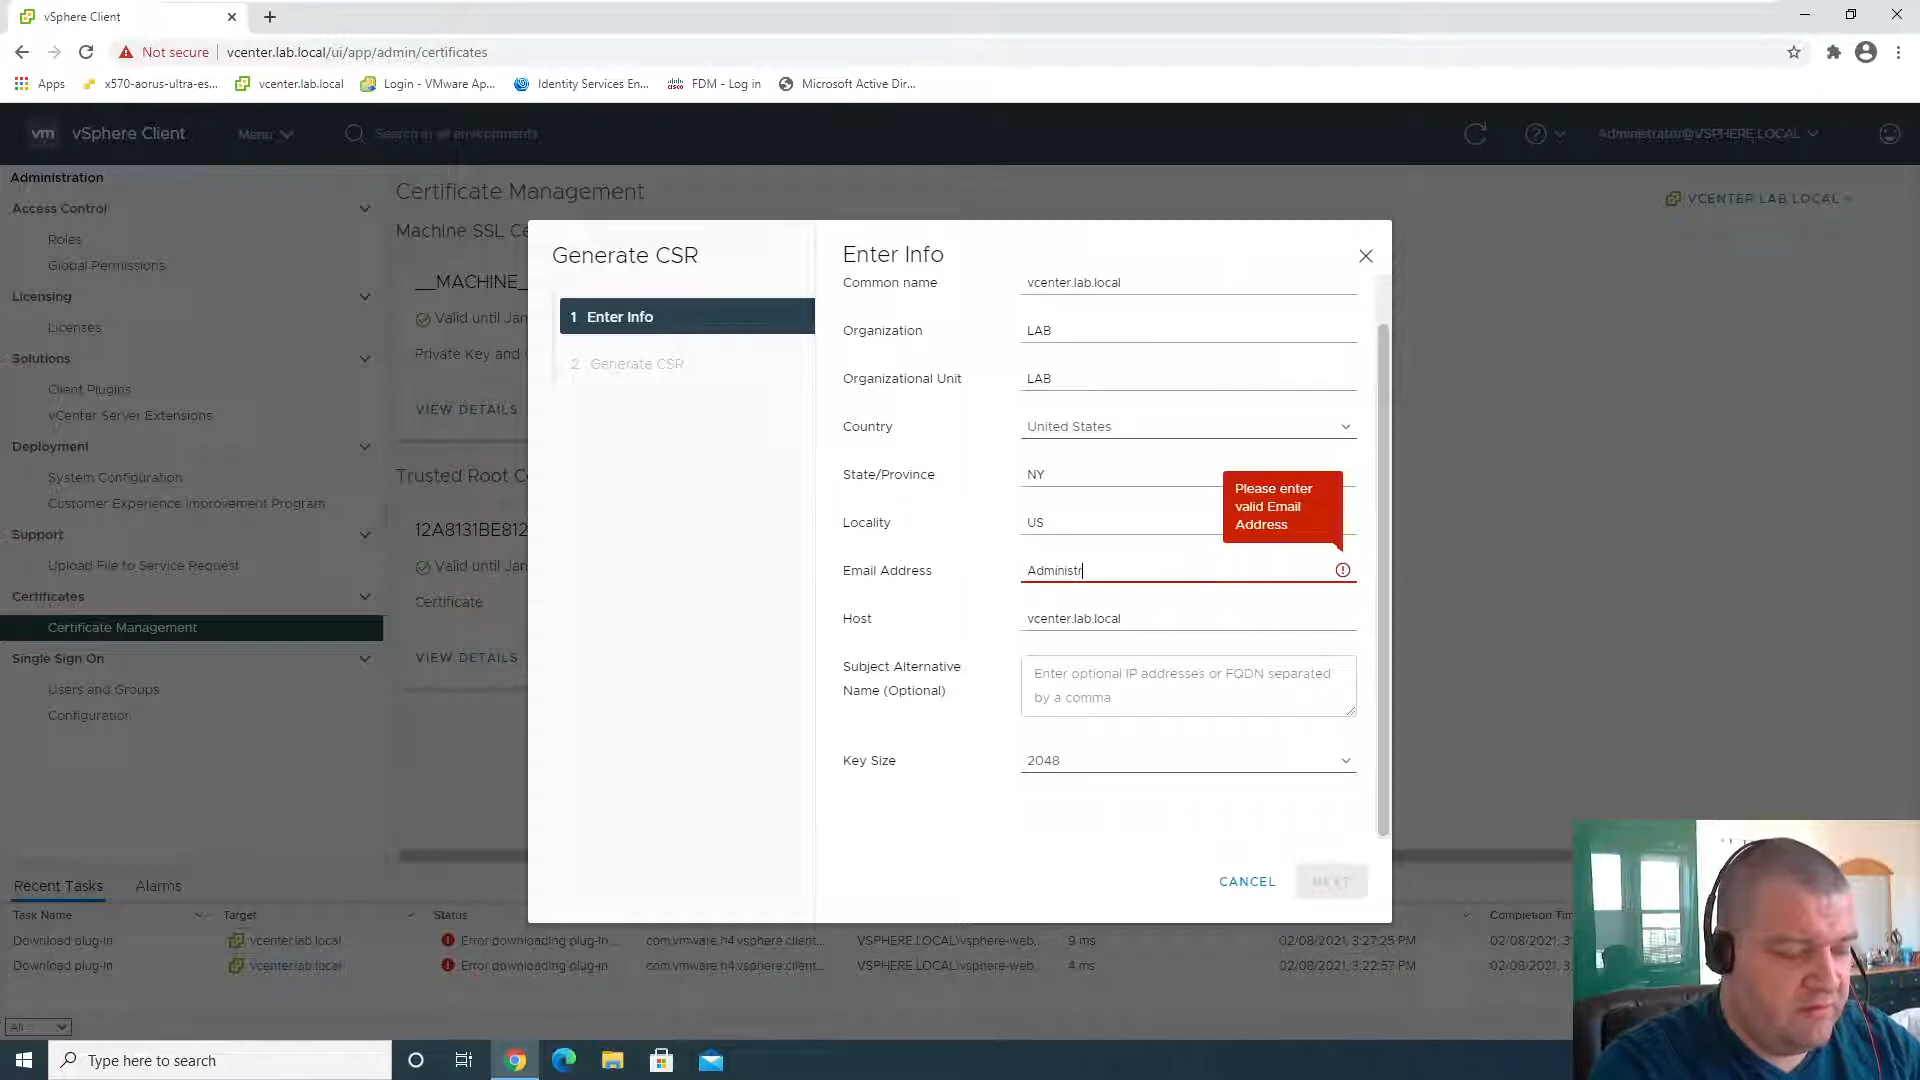 vSphere Client
Not secure
vcenter.lab.local/ui/app/admin/certificates
Apps
x570-aorus-ultra-es...
vcenter.lab.local
Login - VMware Ap...
Identity Services En...
FDM - Log in
Microsoft Active Dir...
vm
vSphere Client
Menu
Search in all environments
Administrator@VSPHERE.LOCAL
Administration
Access Control
Roles
Global Permissions
Licensing
Licenses
Solutions
Client Plugins
vCenter Server Extensions
Deployment
System Configuration
Customer Experience Improvement Program
Support
Upload File to Service Request
Certificates
Certificate Management
Single Sign On
Users and Groups
Configuration
Certificate Management
VCENTER.LAB.LOCAL
Machine SSL Ce
__MACHINE_
Valid until Jan
Private Key and C
VIEW DETAILS
Trusted Root Ce
12A8131BE812
Valid until Jan
Certificate
VIEW DETAILS
Generate CSR
1 Enter Info
2 Generate CSR
Enter Info
Common name
vcenter.lab.local
Organization
LAB
Organizational Unit
LAB
Country
United States
State/Province
NY
Please enter
valid Email
Address
Locality
US
Email Address
Administr
Host
vcenter.lab.local
Subject Alternative
Name (Optional)
Enter optional IP addresses or FQDN separated
by a comma
Key Size
2048
CANCEL
NEXT
Recent Tasks
Alarms
Task Name
Target
Status
Completion Tim
Download plug-in
vcenter.lab.local
Error downloading plug-in...
com.vmware.h4.vsphere.client...
VSPHERE.LOCAL\vsphere-web...
9 ms
02/08/2021, 3:27:25 PM
02/08/2021, 3
Download plug-in
vcenter.lab.local
Error downloading plug-in
com.vmware.h4.vsphere.client...
VSPHERE.LOCAL\vsphere-web
4 ms
02/08/2021, 3:22:57 PM
02/08/2021, 3
All
Type here to search